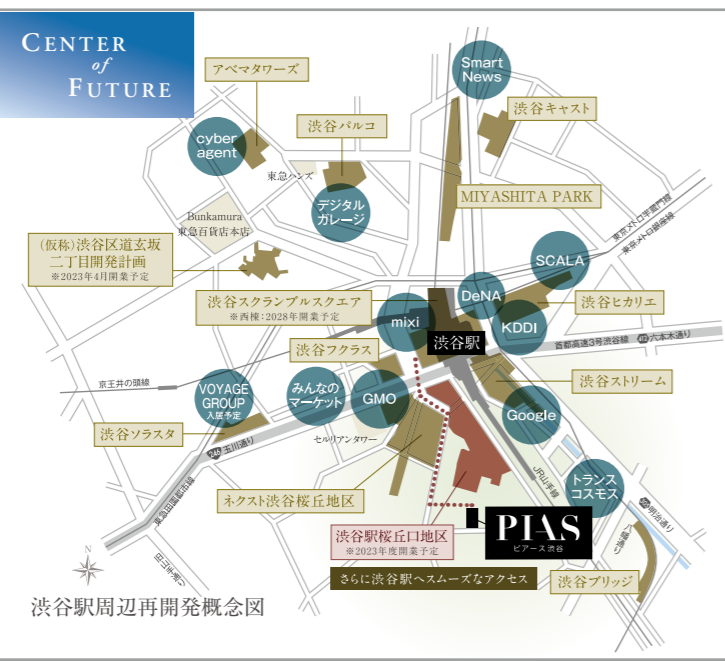 CENTER
of
FUTURE
アベマタワーズ
Smart
News
渋谷キャスト
渋谷パルコ
cyber
agent
東急ハンズ
デジタル
ガレージ
MIYASHITA PARK
東京メトロ半蔵門線
東京メトロ銀座線
Bunkamura
東急百貨店本店
(仮称)渋谷区道玄坂
二丁目開発計画
※2023年4月開業予定
SCALA
渋谷スクランブルスクエア
※西棟:2028年開業予定
DeNA
渋谷ヒカリエ
mixi
KDDI
渋谷駅
首都高速3号渋谷線
412
六本木通り
渋谷フクラス
京王井の頭線
VOYAGE
GROUP
入居予定
みんなの
マーケット
GMO
渋谷ストリーム
Google
渋谷ソラスタ
セルリアンタワー
246
玉川通り
東急田園都市線
旧山手通り
ネクスト渋谷桜丘地区
JR山手線
トランス
コスモス
明治通り
八幡通り
渋谷駅桜丘口地区
※2023年度開業予定
PIAS
ピアース渋谷
さらに渋谷駅へスムーズなアクセス
渋谷ブリッジ
N
渋谷駅周辺再開発概念図